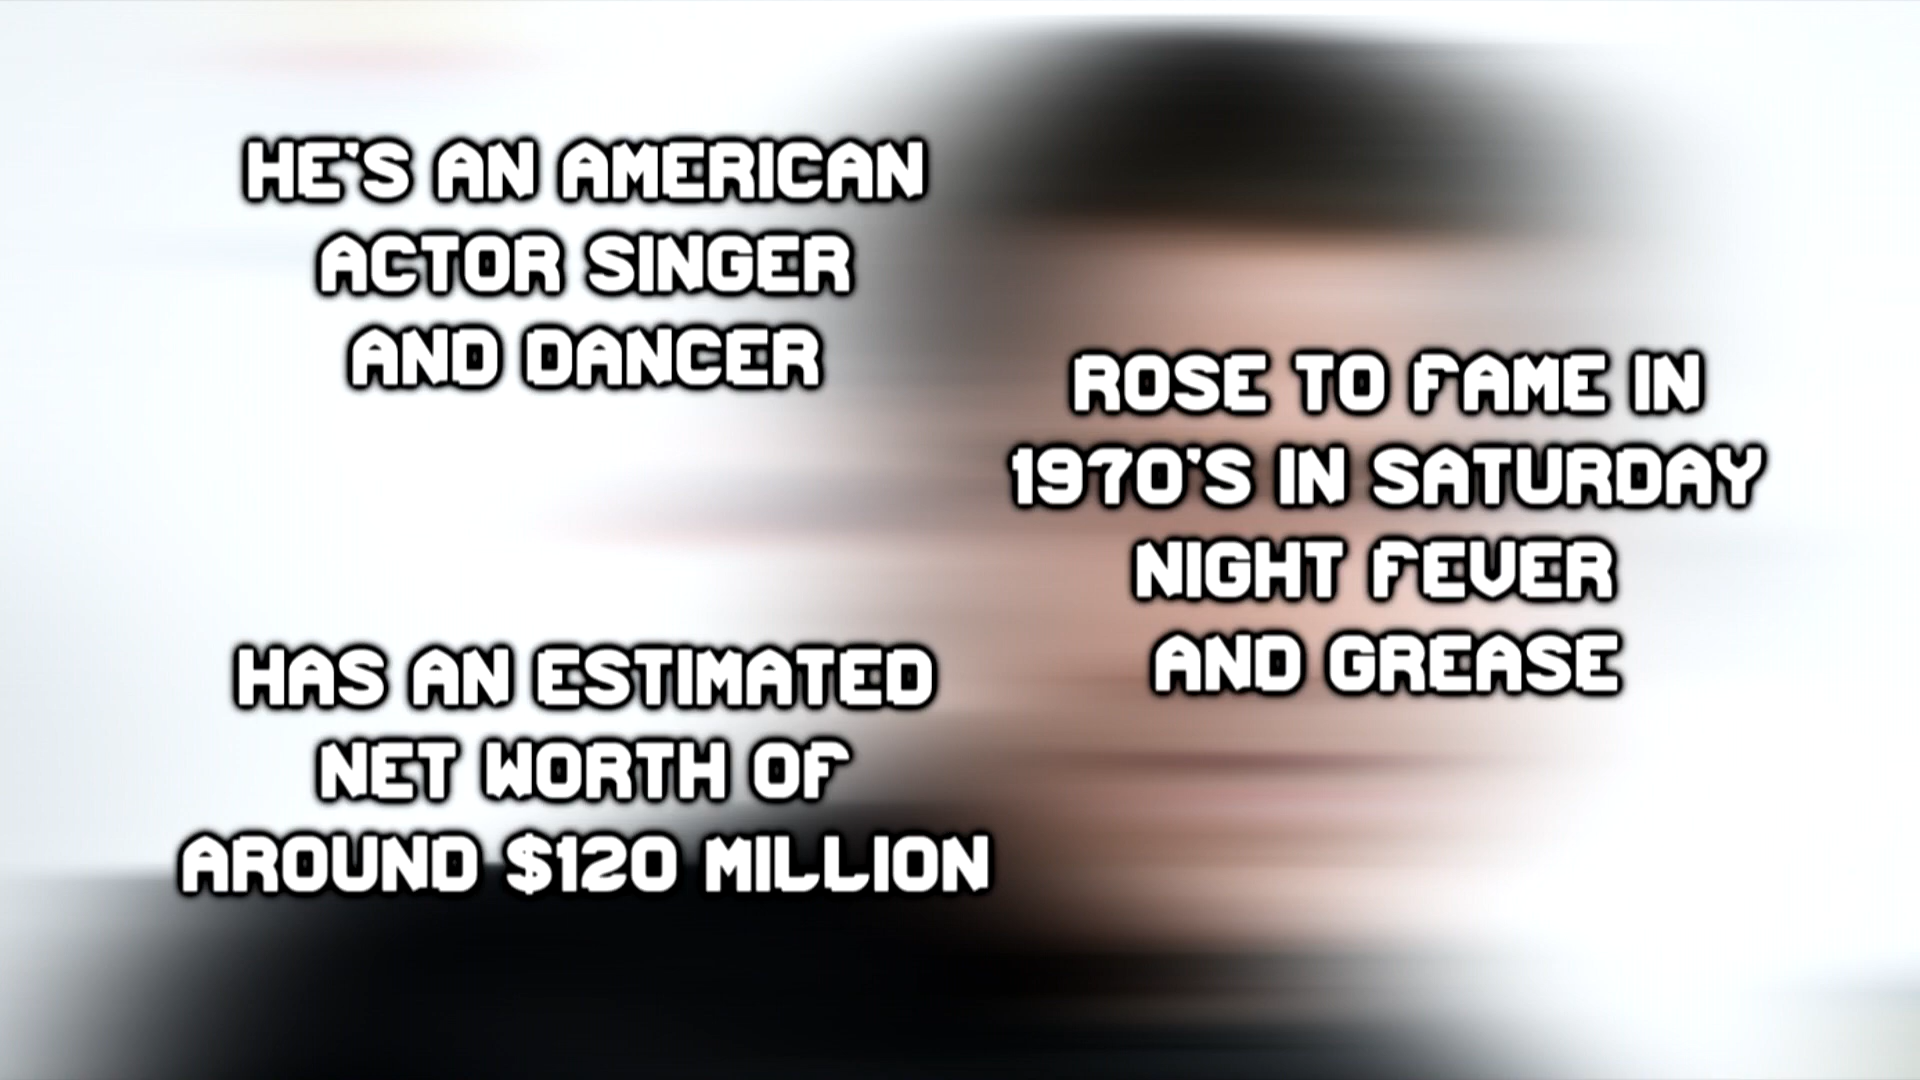 HE'S AN AMERICAN
ACTOR SINGER
AND DANCER
ROSE TO FAME IN
1970'S IN SATURDAY
NIGHT FEVER
AND GREASE
HAS AN ESTIMATED
NET WORTH OF
AROUND $120 MILLION